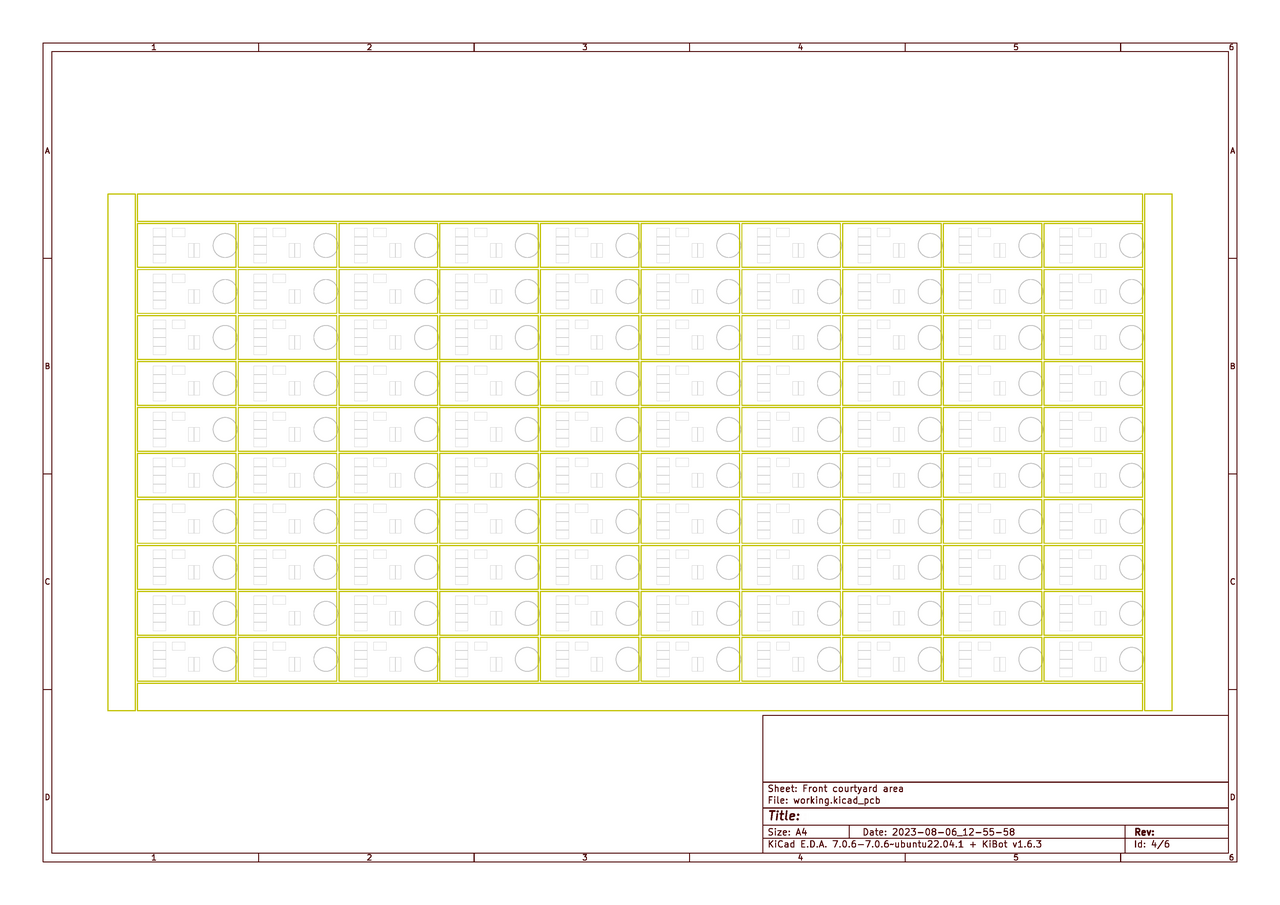 1 2 3 4 5 6
A A
B B
C C
Sheet: Front courtyard area
File: working.kicad_pcb
D D
Title:
Size: A4 Date: 2023-08-06_12-55-58 Rev:
KiCad E.D.A. 7.0.6-7.0.6~ubuntu22.04.1 + KiBot v1.6.3 Id: 4/6
1 2 3 4 5 6